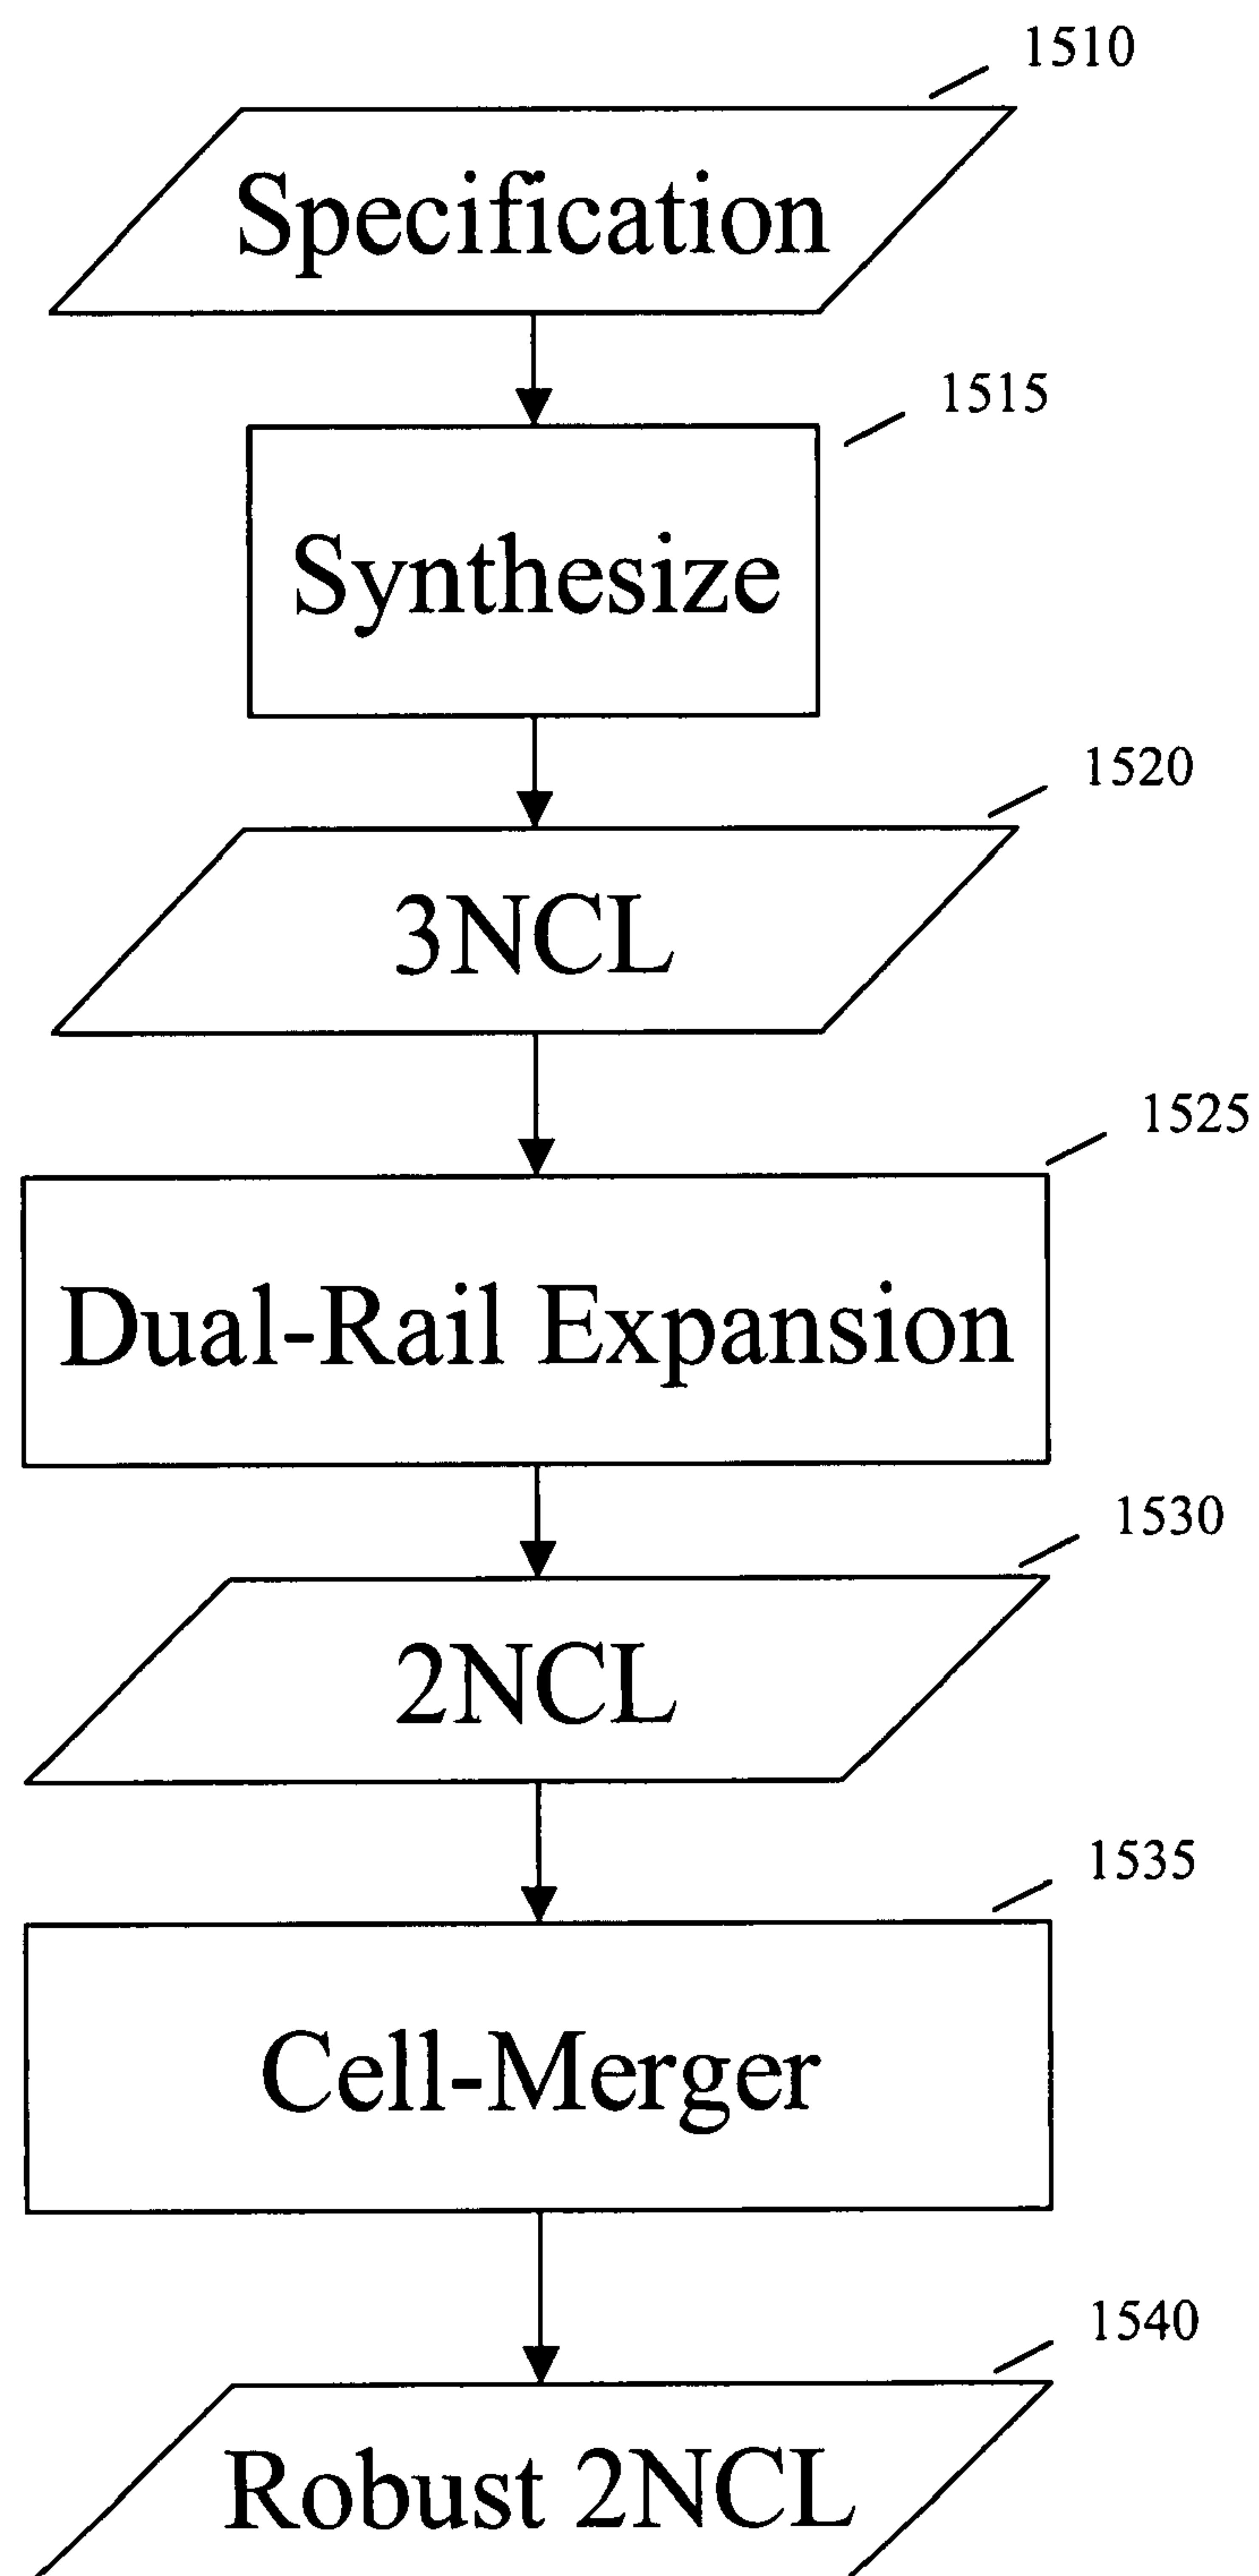 1510
Specification
1515
Synthesize
1520
3NCL
1525
Dual-Rail Expansion
1530
2NCL
1535
Cell-Merger
1540
Robust 2NCL